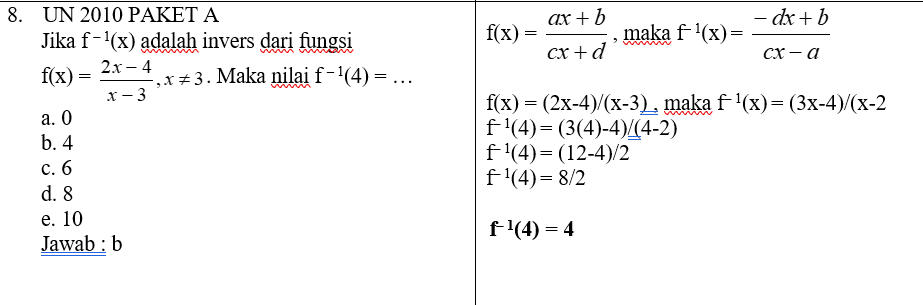 8. UN 2010 PAKET A
Jika f⁻¹(x) adalah invers dari fungsi
f(x) = (2x − 4)/(x − 3), x ≠ 3. Maka nilai f⁻¹(4) = …
a. 0
b. 4
c. 6
d. 8
e. 10
Jawab : b
f(x) = (ax + b)/(cx + d), maka f⁻¹(x) = (− dx + b)/(cx − a)
f(x) = (2x-4)/(x-3), maka f⁻¹(x) = (3x-4)/(x-2
f⁻¹(4) = (3(4)-4)/(4-2)
f⁻¹(4) = (12-4)/2
f⁻¹(4) = 8/2
f⁻¹(4) = 4